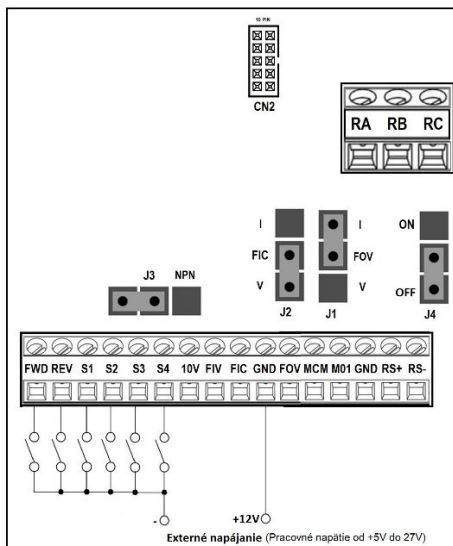 10 PIN
CN2
RA RB RC
I I ON
FIC FOV
J3 NPN
V V OFF
J2 J1 J4
FWD REV S1 S2 S3 S4 10V FIV FIC GND FOV MCM M01 GND RS+ RS-
- +12V
Externé napájanie (Pracovné napätie od +5V do 27V)